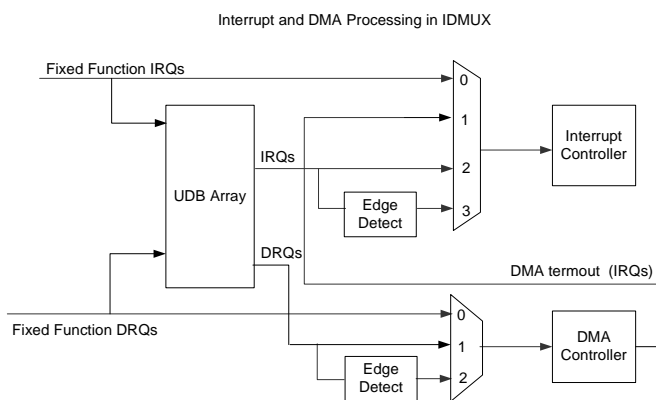 Interrupt and DMA Processing in IDMUX
Fixed Function IRQs
0
1
2
3
Interrupt
Controller
IRQs
UDB Array
Edge
Detect
DRQs
DMA termout (IRQs)
Fixed Function DRQs
0
1
2
Edge
Detect
DMA
Controller